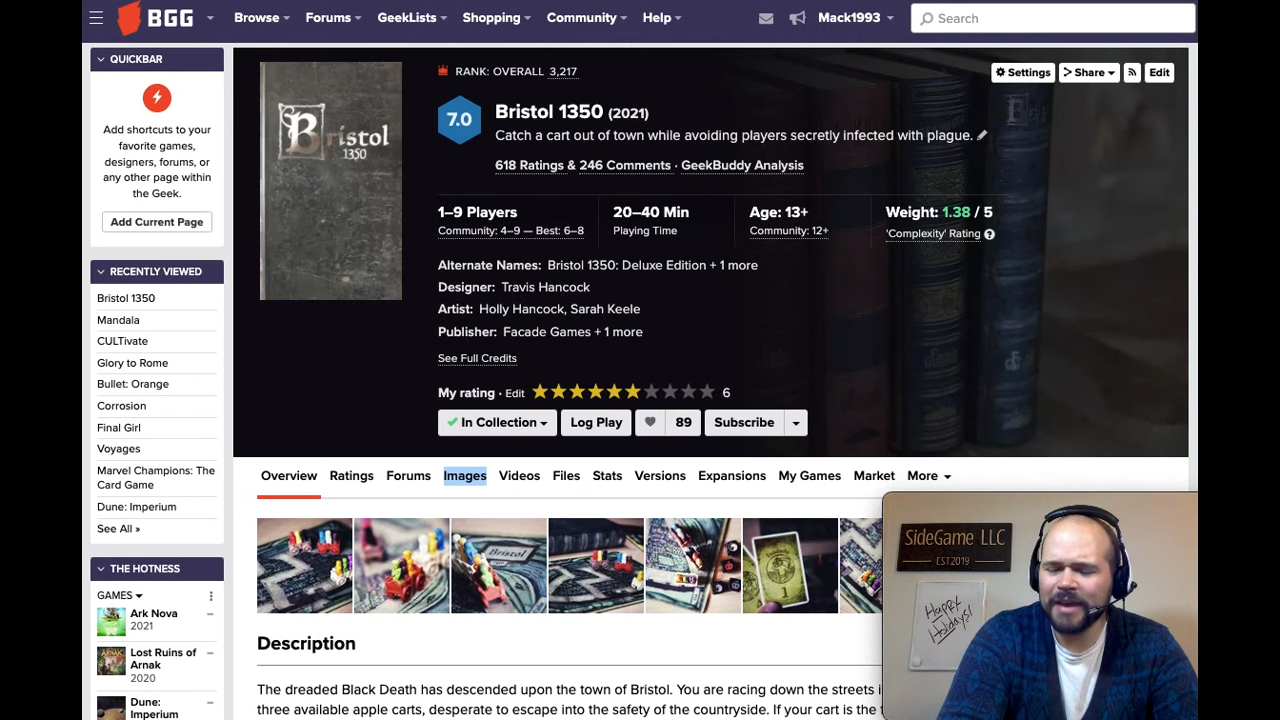 BGG
Browse
Forums
GeekLists
Shopping
Community
Help
Mack1993
Search
QUICKBAR
Add shortcuts to your
favorite games,
designers, forums, or
any other page within
the Geek.
Add Current Page
RECENTLY VIEWED
Bristol 1350
Mandala
CULTivate
Glory to Rome
Bullet: Orange
Corrosion
Final Girl
Voyages
Marvel Champions: The
Card Game
Dune: Imperium
See All »
THE HOTNESS
GAMES
Ark Nova
2021
Lost Ruins of
Arnak
2020
Dune:
Imperium
Bristol
1350
RANK: OVERALL 3,217
Settings
Share
Edit
7.0
Bristol 1350 (2021)
Catch a cart out of town while avoiding players secretly infected with plague.
618 Ratings & 246 Comments · GeekBuddy Analysis
1–9 Players
Community: 4–9 — Best: 6–8
20–40 Min
Playing Time
Age: 13+
Community: 12+
Weight: 1.38 / 5
'Complexity' Rating
Alternate Names: Bristol 1350: Deluxe Edition + 1 more
Designer: Travis Hancock
Artist: Holly Hancock, Sarah Keele
Publisher: Facade Games + 1 more
See Full Credits
My rating · Edit
6
In Collection
Log Play
89
Subscribe
Overview
Ratings
Forums
Images
Videos
Files
Stats
Versions
Expansions
My Games
Market
More
Bristol
1
Description
The dreaded Black Death has descended upon the town of Bristol. You are racing down the streets
three available apple carts, desperate to escape into the safety of the countryside. If your cart is the
SideGame LLC
EST.2019
Happy
Holidays!